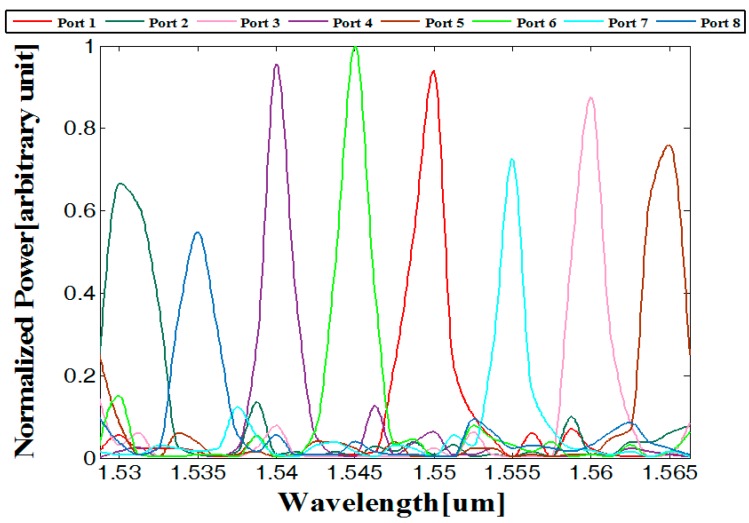 Port 1 Port 2 Port 3 Port 4 Port 5 Port 6 Port 7 Port 8
1
0.8
0.6
0.4
0.2
0
Normalized Power[arbitrary unit]
1.53 1.535 1.54 1.545 1.55 1.555 1.56 1.565
Wavelength[um]